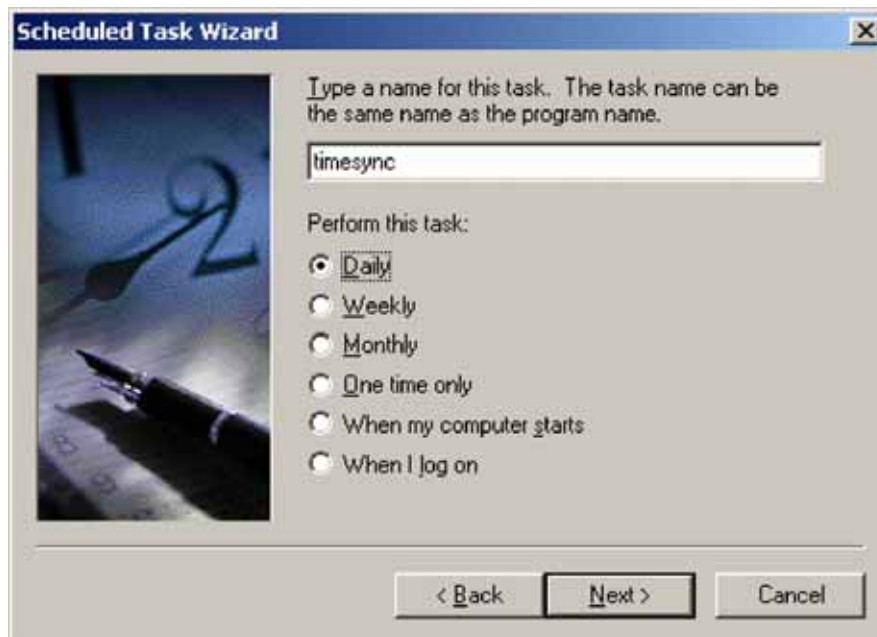 Scheduled Task Wizard
Type a name for this task. The task name can be
the same name as the program name.
timesync
Perform this task:
Daily
Weekly
Monthly
One time only
When my computer starts
When I log on
< Back
Next >
Cancel